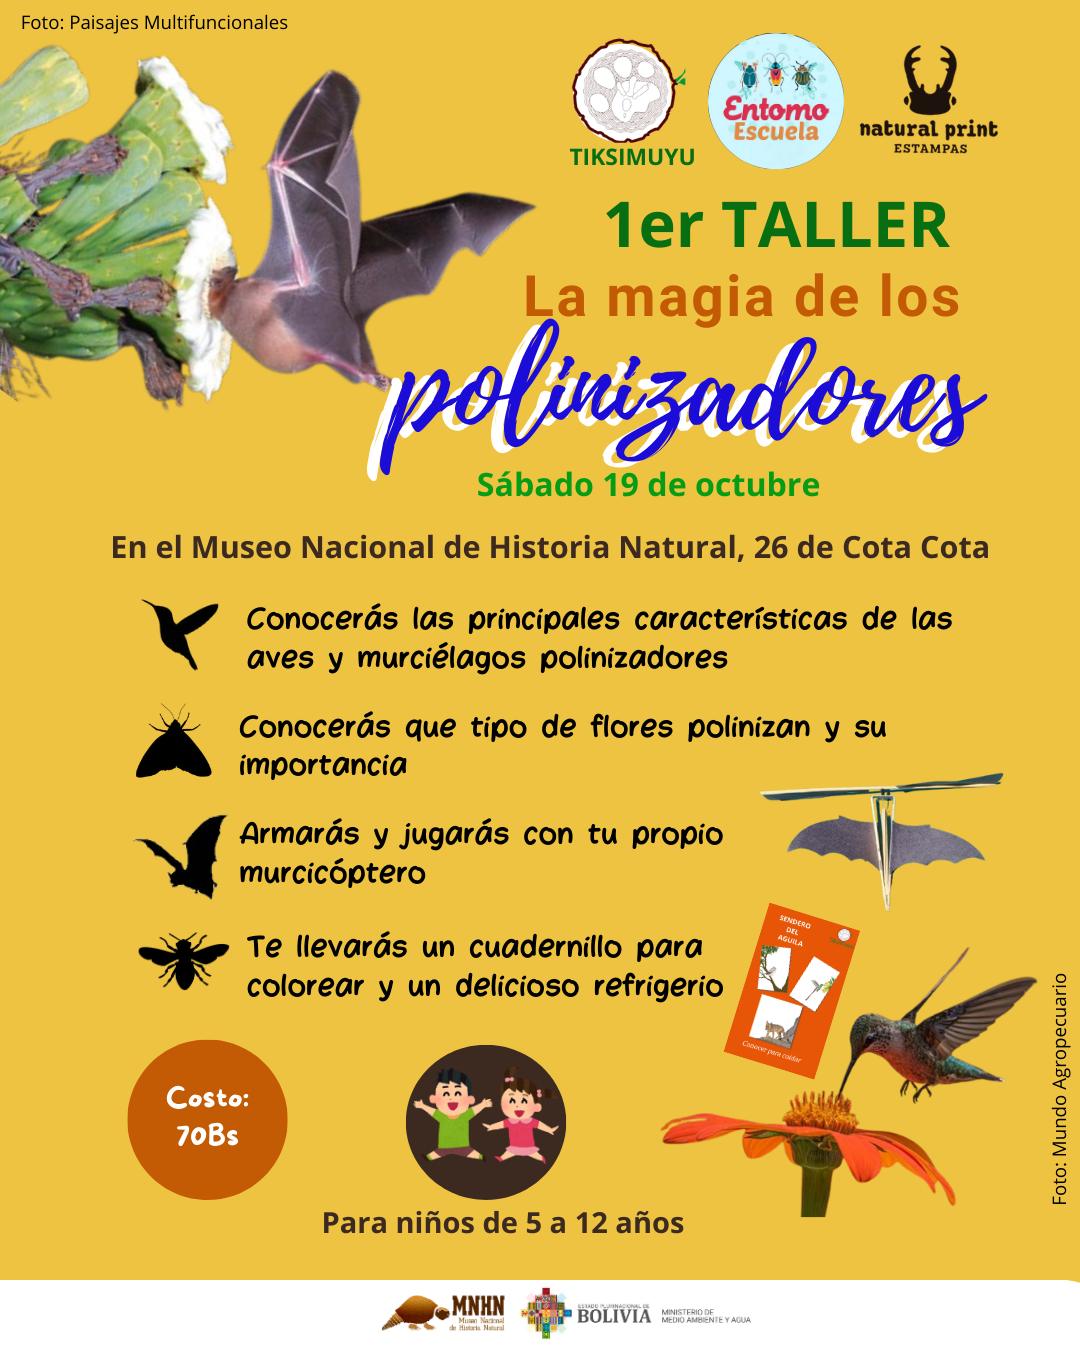 Foto: Paisajes Multifuncionales
TIKSIMUYU
Entomo
Escuela
natural print
ESTAMPAS
1er TALLER
La magia de los
polinizadores
Sábado 19 de octubre
En el Museo Nacional de Historia Natural, 26 de Cota Cota
Conocerás las principales características de las
aves y murciélagos polinizadores
Conocerás que tipo de flores polinizan y su
importancia
Armarás y jugarás con tu propio
murcicóptero
Te llevarás un cuadernillo para
colorear y un delicioso refrigerio
SENDERO
DEL
AGUILA
Conocer para cuidar
Foto: Mundo Agropecuario
Costo:
70Bs
Para niños de 5 a 12 años
MNHN
Museo Nacional
de Historia Natural
ESTADO PLURINACIONAL DE
BOLIVIA
MINISTERIO DE
MEDIO AMBIENTE Y AGUA